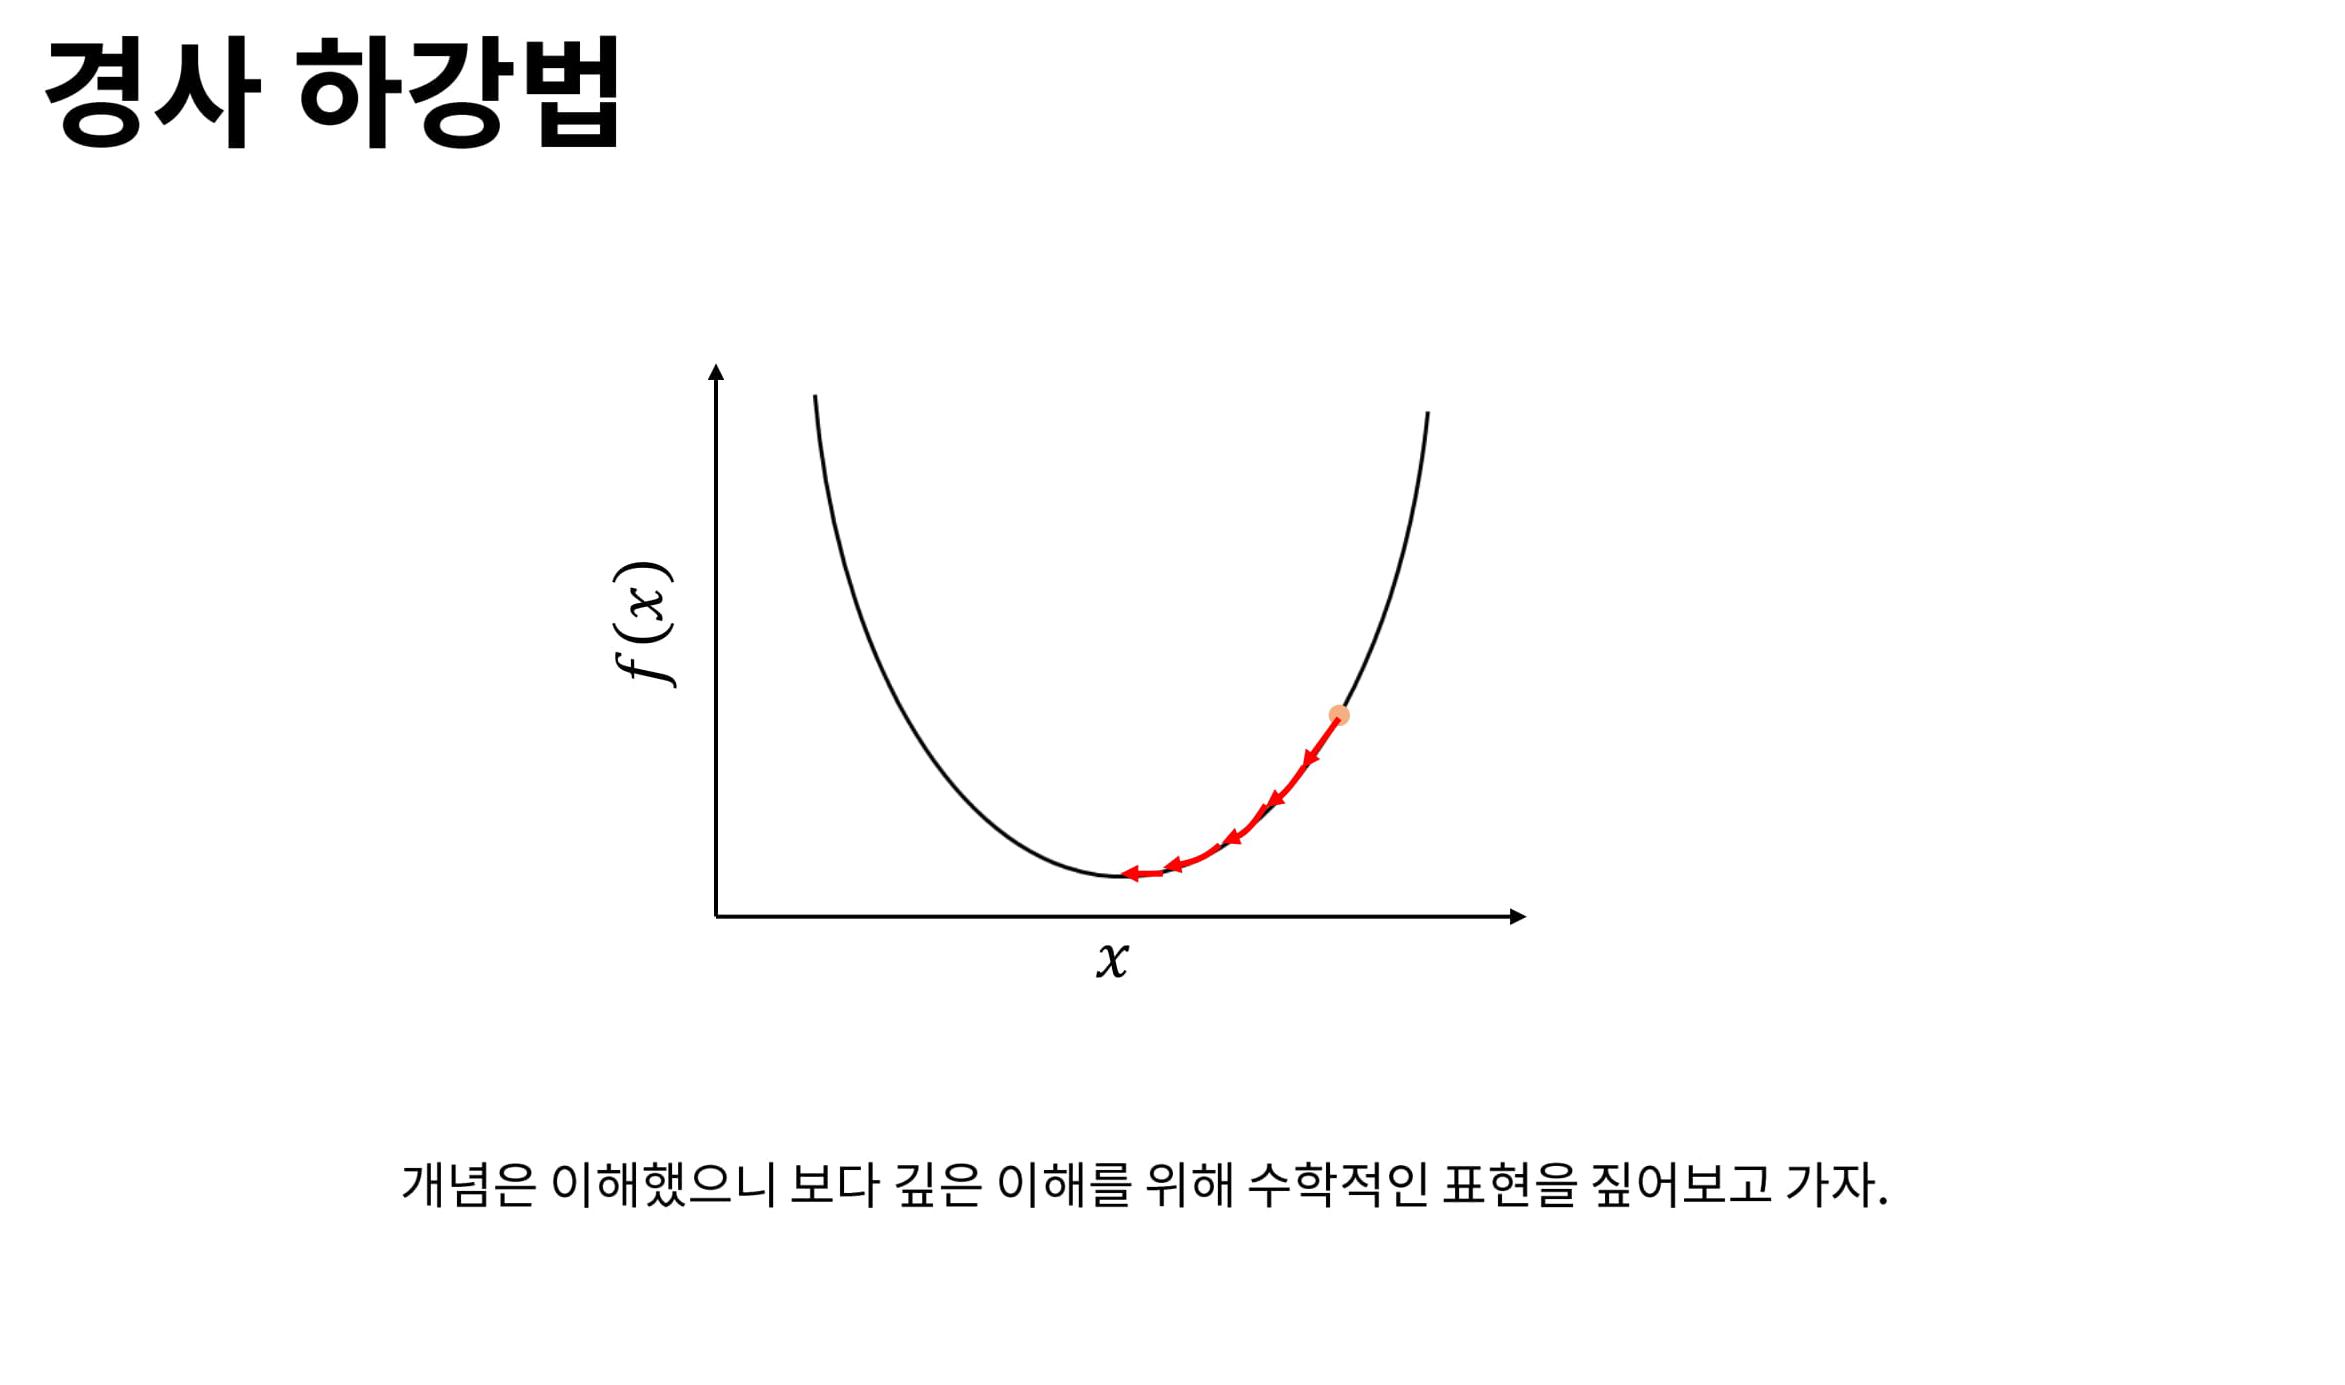 경사 하강법
f(x)
x
개념은 이해했으니 보다 깊은 이해를 위해 수학적인 표현을 짚어보고 가자.